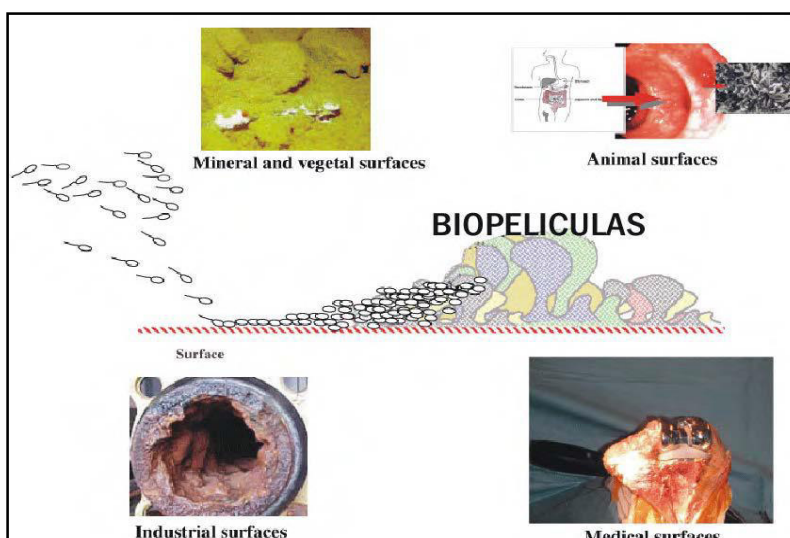 Mineral and vegetal surfaces
Animal surfaces
BIOPELICULAS
Surface
Industrial surfaces
Medical surfaces